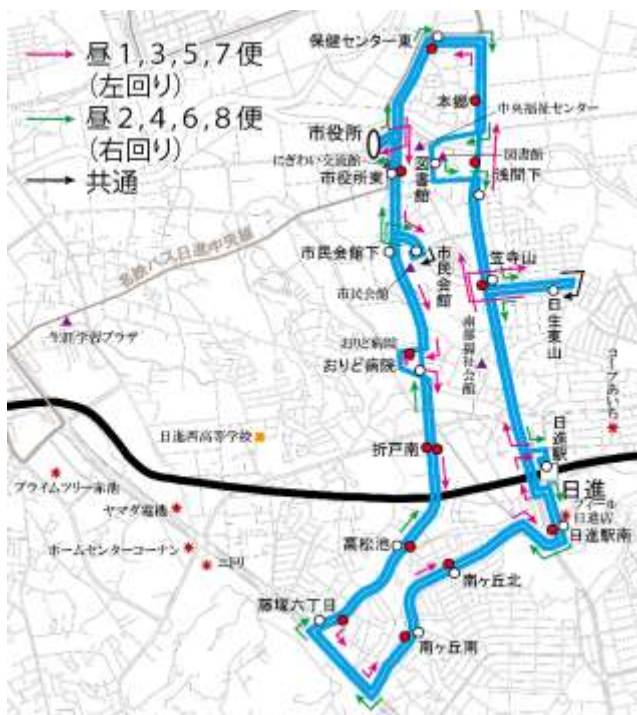 昼1,3,5,7便
(左回り)
昼2,4,6,8便
(右回り)
共通
保健センター東
本郷
中央福祉センター
市役所
にぎわい交流館
図書館
図書館
市役所東
浅間下
名鉄バス日進中央線
市民会館下
市民会館
市民会館
笠寺山
日生東山
南部福祉会館
生涯学習プラザ
おりど病院
おりど病院
コープあいち
日進西高等学校
折戸南
日進駅
日進
フィール
日進店
日進駅南
プライムツリー赤池
ヤマダ電機
ホームセンターコーナン
ニトリ
高松池
南ヶ丘北
藤塚六丁目
南ヶ丘南